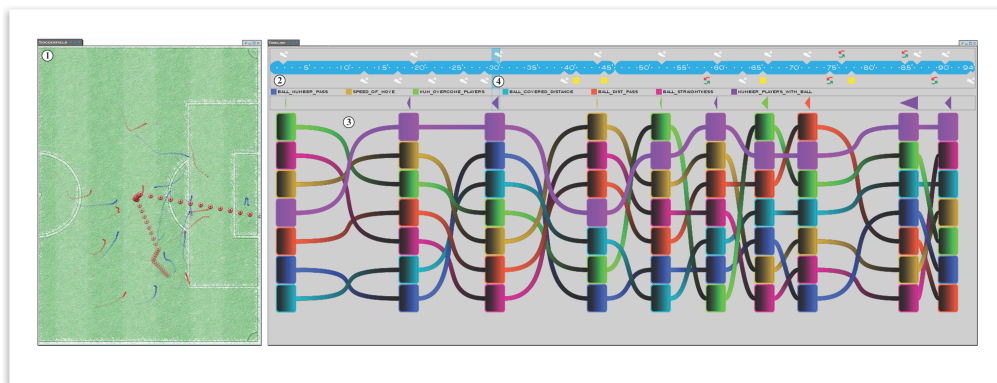 SOCCERFIELD
TIMELINE
1
5' 10' 15' 20' 25' 30' 35' 40' 45' 50' 55' 60' 65' 70' 75' 80' 85' 90' 94
2
4
BALL_NUMBER_PASS SPEED_OF_MOVE NUM_OVERCOME_PLAYERS BALL_COVERED_DISTANCE BALL_DIST_PASS BALL_STRAIGHTNESS NUMBER_PLAYERS_WITH_BALL
3